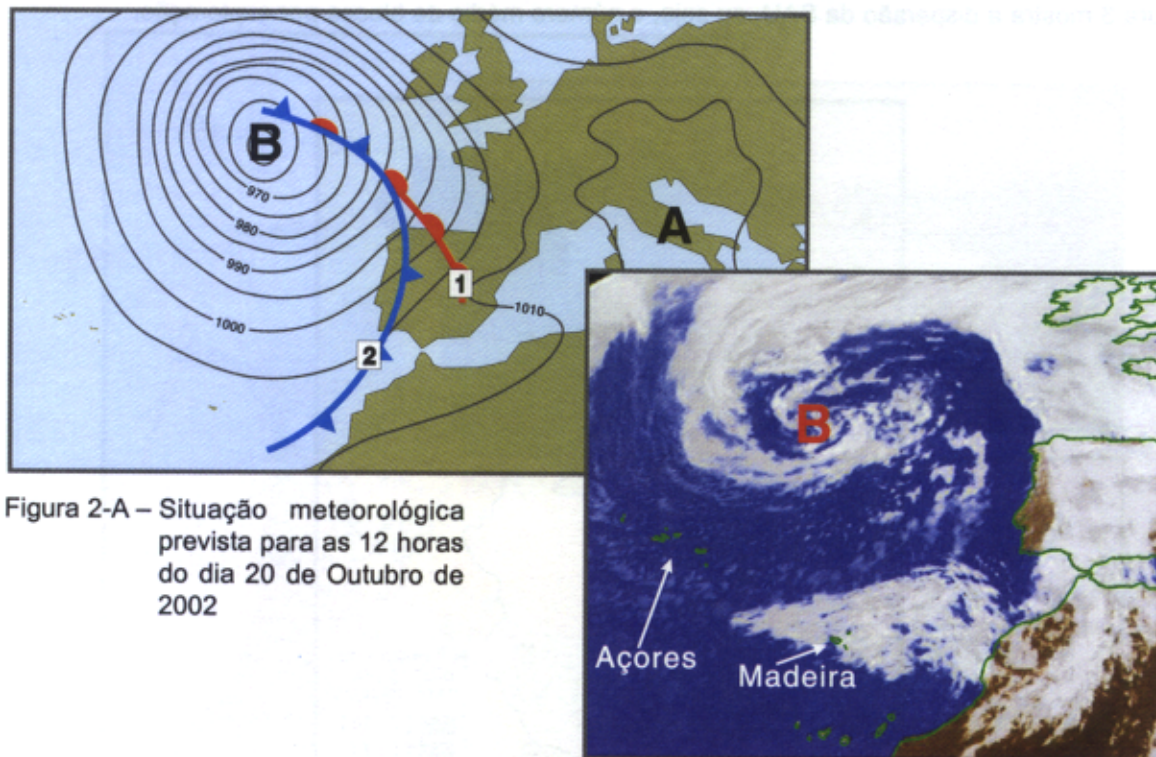 B
970
980
990
1000
1010
A
1
2
Figura 2-A – Situação meteorológica
prevista para as 12 horas
do dia 20 de Outubro de
2002
B
Açores
Madeira